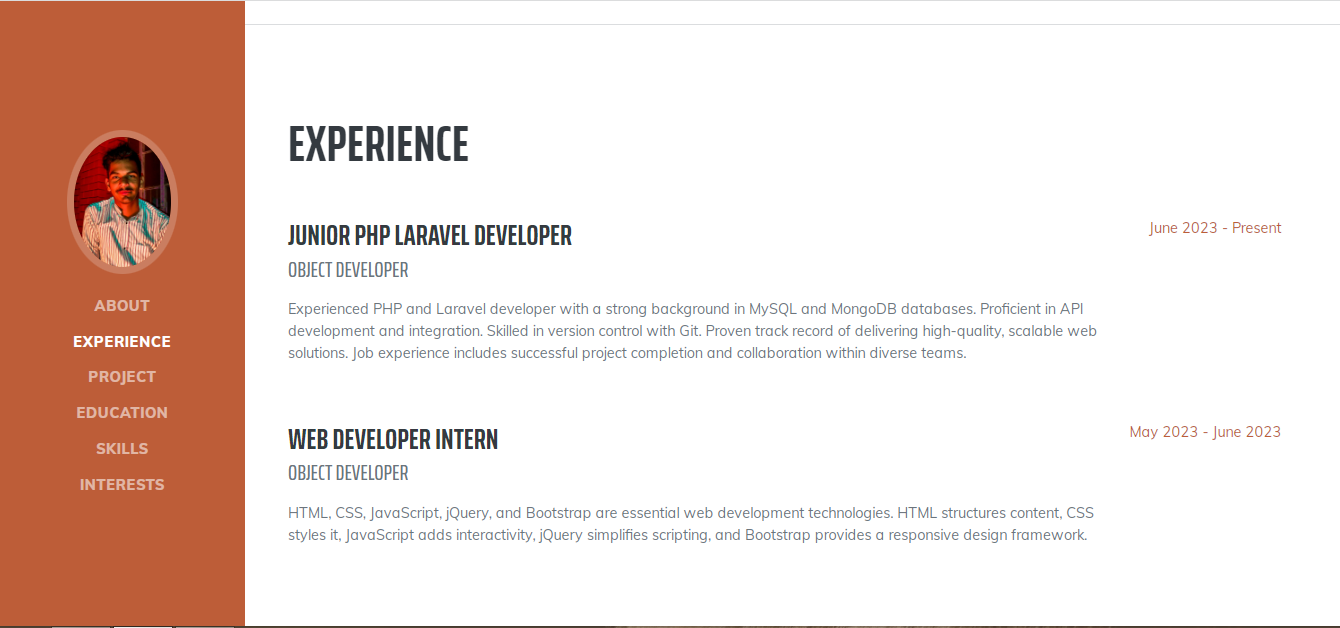 ABOUT
EXPERIENCE
PROJECT
EDUCATION
SKILLS
INTERESTS
EXPERIENCE
JUNIOR PHP LARAVEL DEVELOPER
June 2023 - Present
OBJECT DEVELOPER
Experienced PHP and Laravel developer with a strong background in MySQL and MongoDB databases. Proficient in API
development and integration. Skilled in version control with Git. Proven track record of delivering high-quality, scalable web
solutions. Job experience includes successful project completion and collaboration within diverse teams.
WEB DEVELOPER INTERN
May 2023 - June 2023
OBJECT DEVELOPER
HTML, CSS, JavaScript, jQuery, and Bootstrap are essential web development technologies. HTML structures content, CSS
styles it, JavaScript adds interactivity, jQuery simplifies scripting, and Bootstrap provides a responsive design framework.